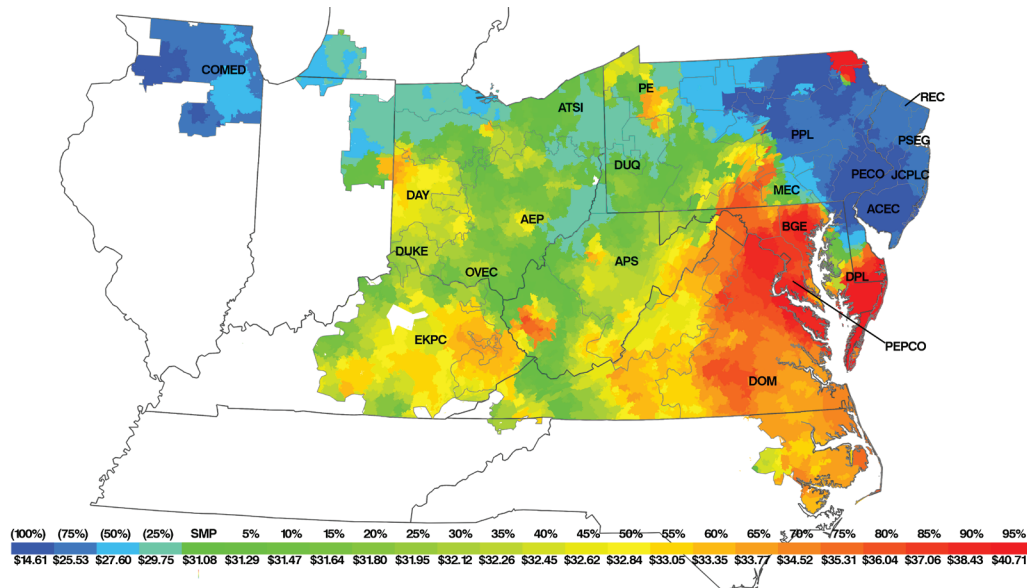 COMED
ATSI
PE
REC
PPL
PSEG
DUQ
PECO
JCPLC
MEC
DAY
ACEC
AEP
BGE
DUKE
APS
OVEC
DPL
EKPC
PEPCO
DOM
(100%) (75%) (50%) (25%) SMP 5% 10% 15% 20% 25% 30% 35% 40% 45% 50% 55% 60% 65% 70% 75% 80% 85% 90% 95%
$14.61 $25.53 $27.60 $29.75 $31.08 $31.29 $31.47 $31.64 $31.80 $31.95 $32.12 $32.26 $32.45 $32.62 $32.84 $33.05 $33.35 $33.77 $34.52 $35.31 $36.04 $37.06 $38.43 $40.71